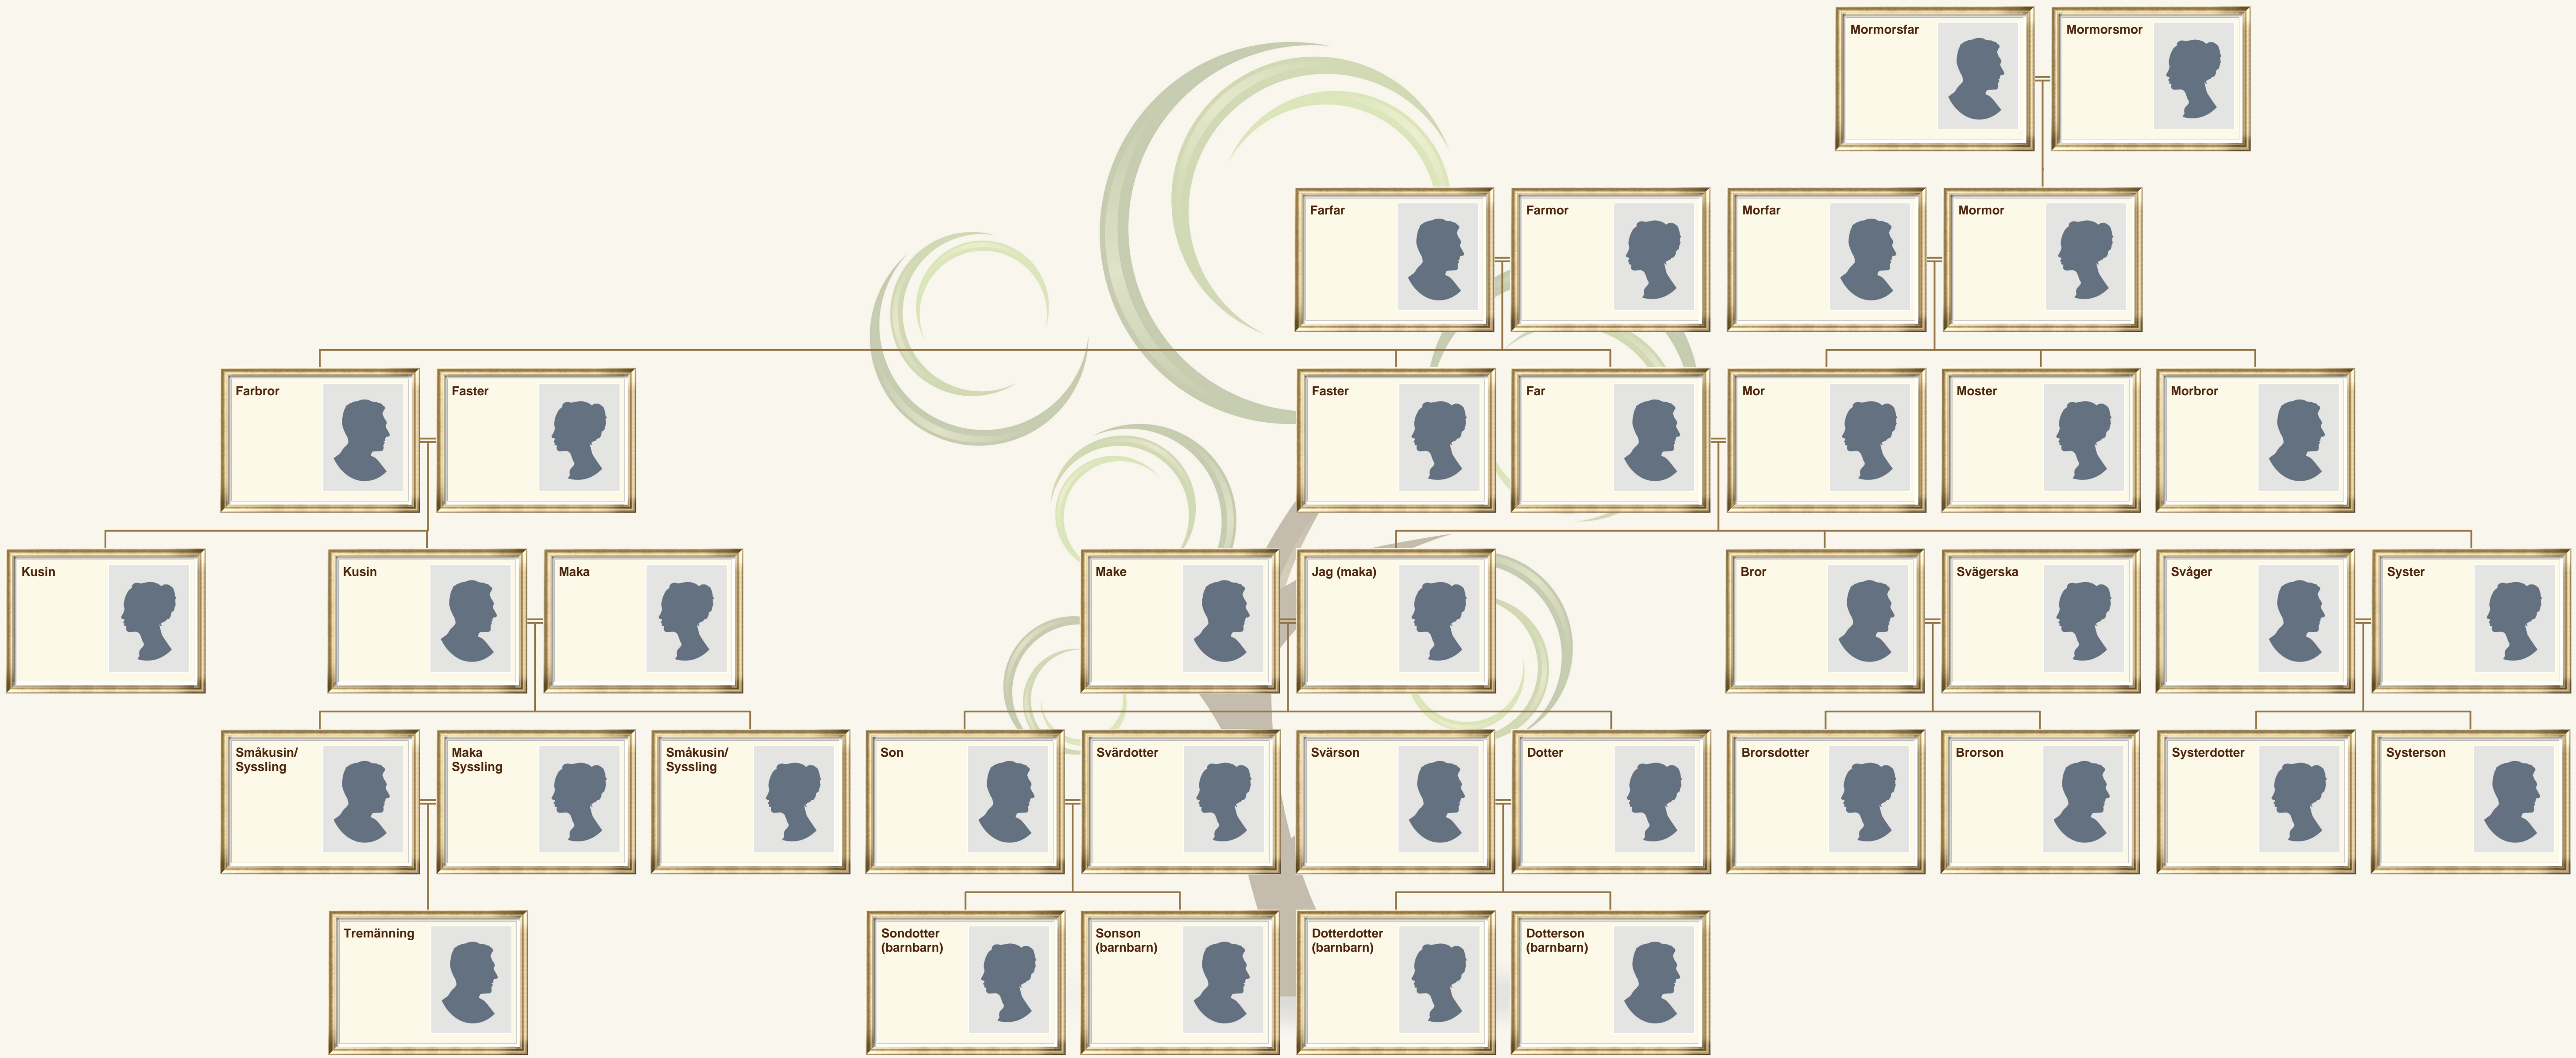 Mormorsfar
Mormorsmor
Farfar
Farmor
Morfar
Mormor
Farbror
Faster
Faster
Far
Mor
Moster
Morbror
Kusin
Kusin
Maka
Make
Jag (maka)
Bror
Svägerska
Svåger
Syster
Småkusin/
Syssling
Maka
Syssling
Småkusin/
Syssling
Son
Svärdotter
Svärson
Dotter
Brorsdotter
Brorson
Systerdotter
Systerson
Tremänning
Sondotter
(barnbarn)
Sonson
(barnbarn)
Dotterdotter
(barnbarn)
Dotterson
(barnbarn)